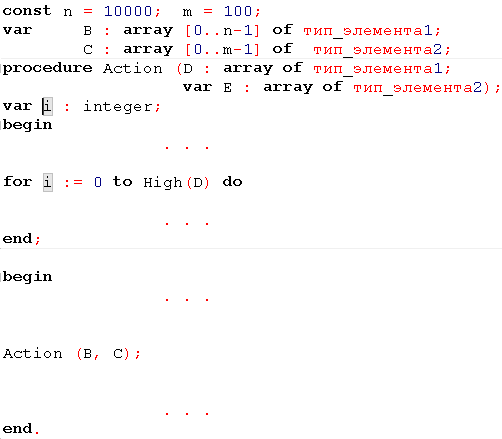 const n = 10000; m = 100;
var B : array [0..n-1] of тип_элемента1;
C : array [0..m-1] of тип_элемента2;
procedure Action (D : array of тип_элемента1;
var E : array of тип_элемента2);
var i : integer;
begin
. . .
for i := 0 to High(D) do
. . .
end;
begin
. . .
Action (B, C);
. . .
end.